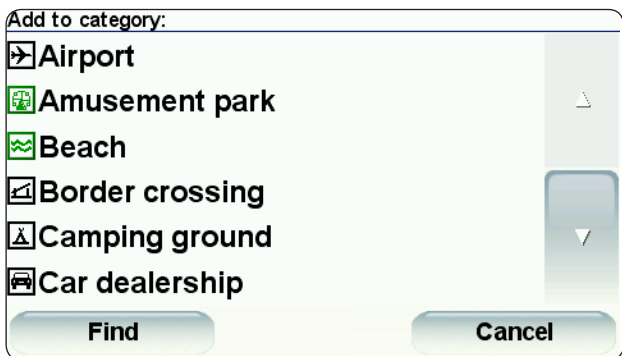 Add to category:
Airport
Amusement park
Beach
Border crossing
Camping ground
Car dealership
Find
Cancel